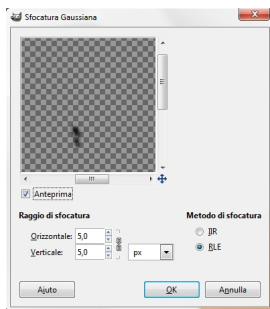 Sfocatura Gaussiana
Anteprima
Raggio di sfocatura
Orizzontale: 5,0
Verticale: 5,0 px
Metodo di sfocatura
IIR
RLE
Aiuto
OK
Annulla